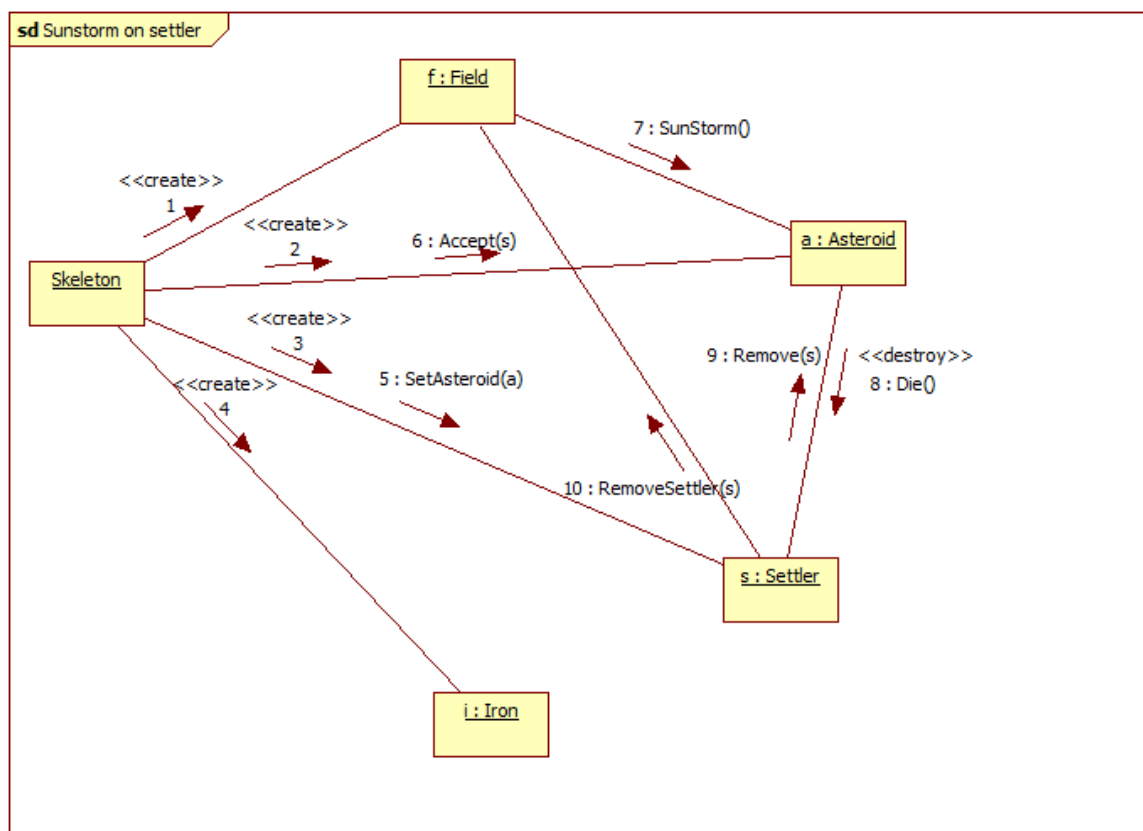 sd Sunstorm on settler
f : Field
7 : SunStorm()
<<create>>
1
<<create>>
2
6 : Accept(s)
a : Asteroid
Skeleton
<<create>>
3
9 : Remove(s)
<<destroy>>
8 : Die()
<<create>>
4
5 : SetAsteroid(a)
10 : RemoveSettler(s)
s : Settler
i : Iron